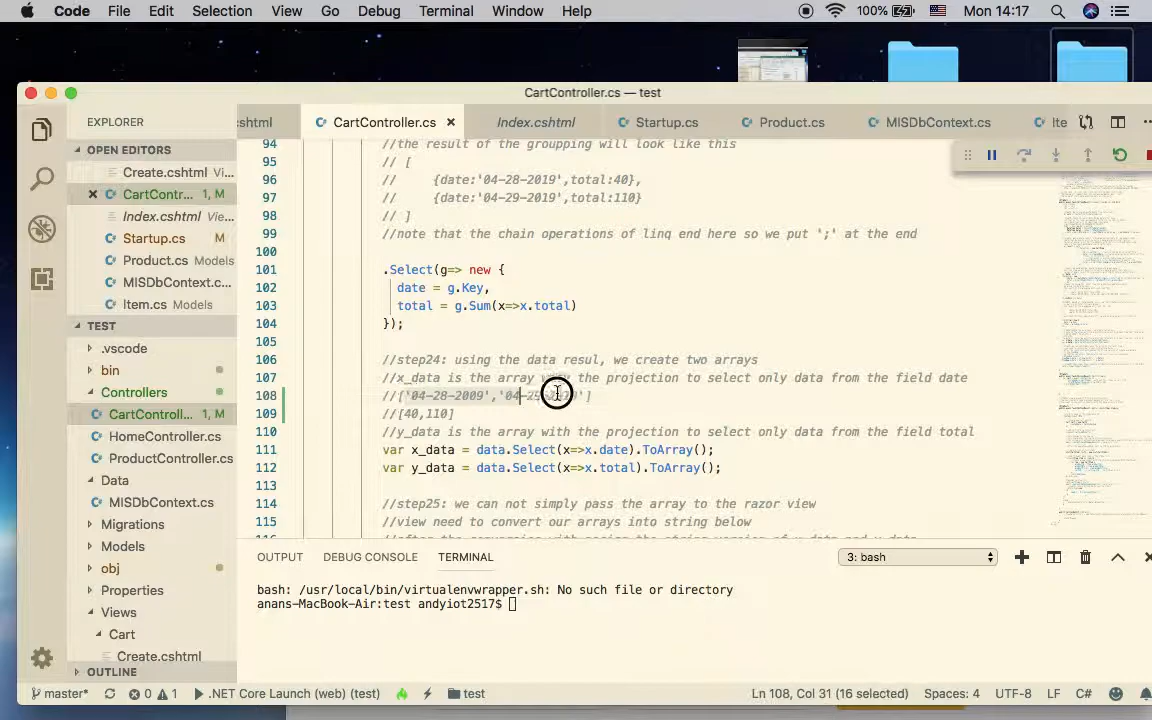 Code File Edit Selection View Go Debug Terminal Window Help 100% Mon 14:17
CartController.cs — test
EXPLORER
shtml CartController.cs Index.cshtml Startup.cs Product.cs MISDbContext.cs Ite
OPEN EDITORS
Create.cshtml Vi...
CartContr... 1, M
Index.cshtml Vie...
Startup.cs M
Product.cs Models
MISDbContext.c...
Item.cs Models
TEST
.vscode
bin
Controllers
CartControll... 1, M
HomeController.cs
ProductController.cs
Data
MISDbContext.cs
Migrations
Models
obj
Properties
Views
Cart
Create.cshtml
OUTLINE
94 //the result of the groupping will look like this
95 // [
96 // {date:'04-28-2019',total:40},
97 // {date:'04-29-2019',total:110}
98 // ]
99 //note that the chain operations of linq end here so we put ';' at the end
100
101 .Select(g=> new {
102 date = g.Key,
103 total = g.Sum(x=>x.total)
104 });
105
106 //step24: using the data resul, we create two arrays
107 //x_data is the array the projection to select only data from the field date
108 //['04-28-2009','04-
109 //[40,110]
110 //y_data is the array with the projection to select only data from the field total
111 var x_data = data.Select(x=>x.date).ToArray();
112 var y_data = data.Select(x=>x.total).ToArray();
113
114 //step25: we can not simply pass the array to the razor view
115 //view need to convert our arrays into string below
OUTPUT DEBUG CONSOLE TERMINAL 3: bash
bash: /usr/local/bin/virtualenvwrapper.sh: No such file or directory
anans-MacBook-Air:test andyiot2517$
master* 0 1 .NET Core Launch (web) (test) test Ln 108, Col 31 (16 selected) Spaces: 4 UTF-8 LF C#